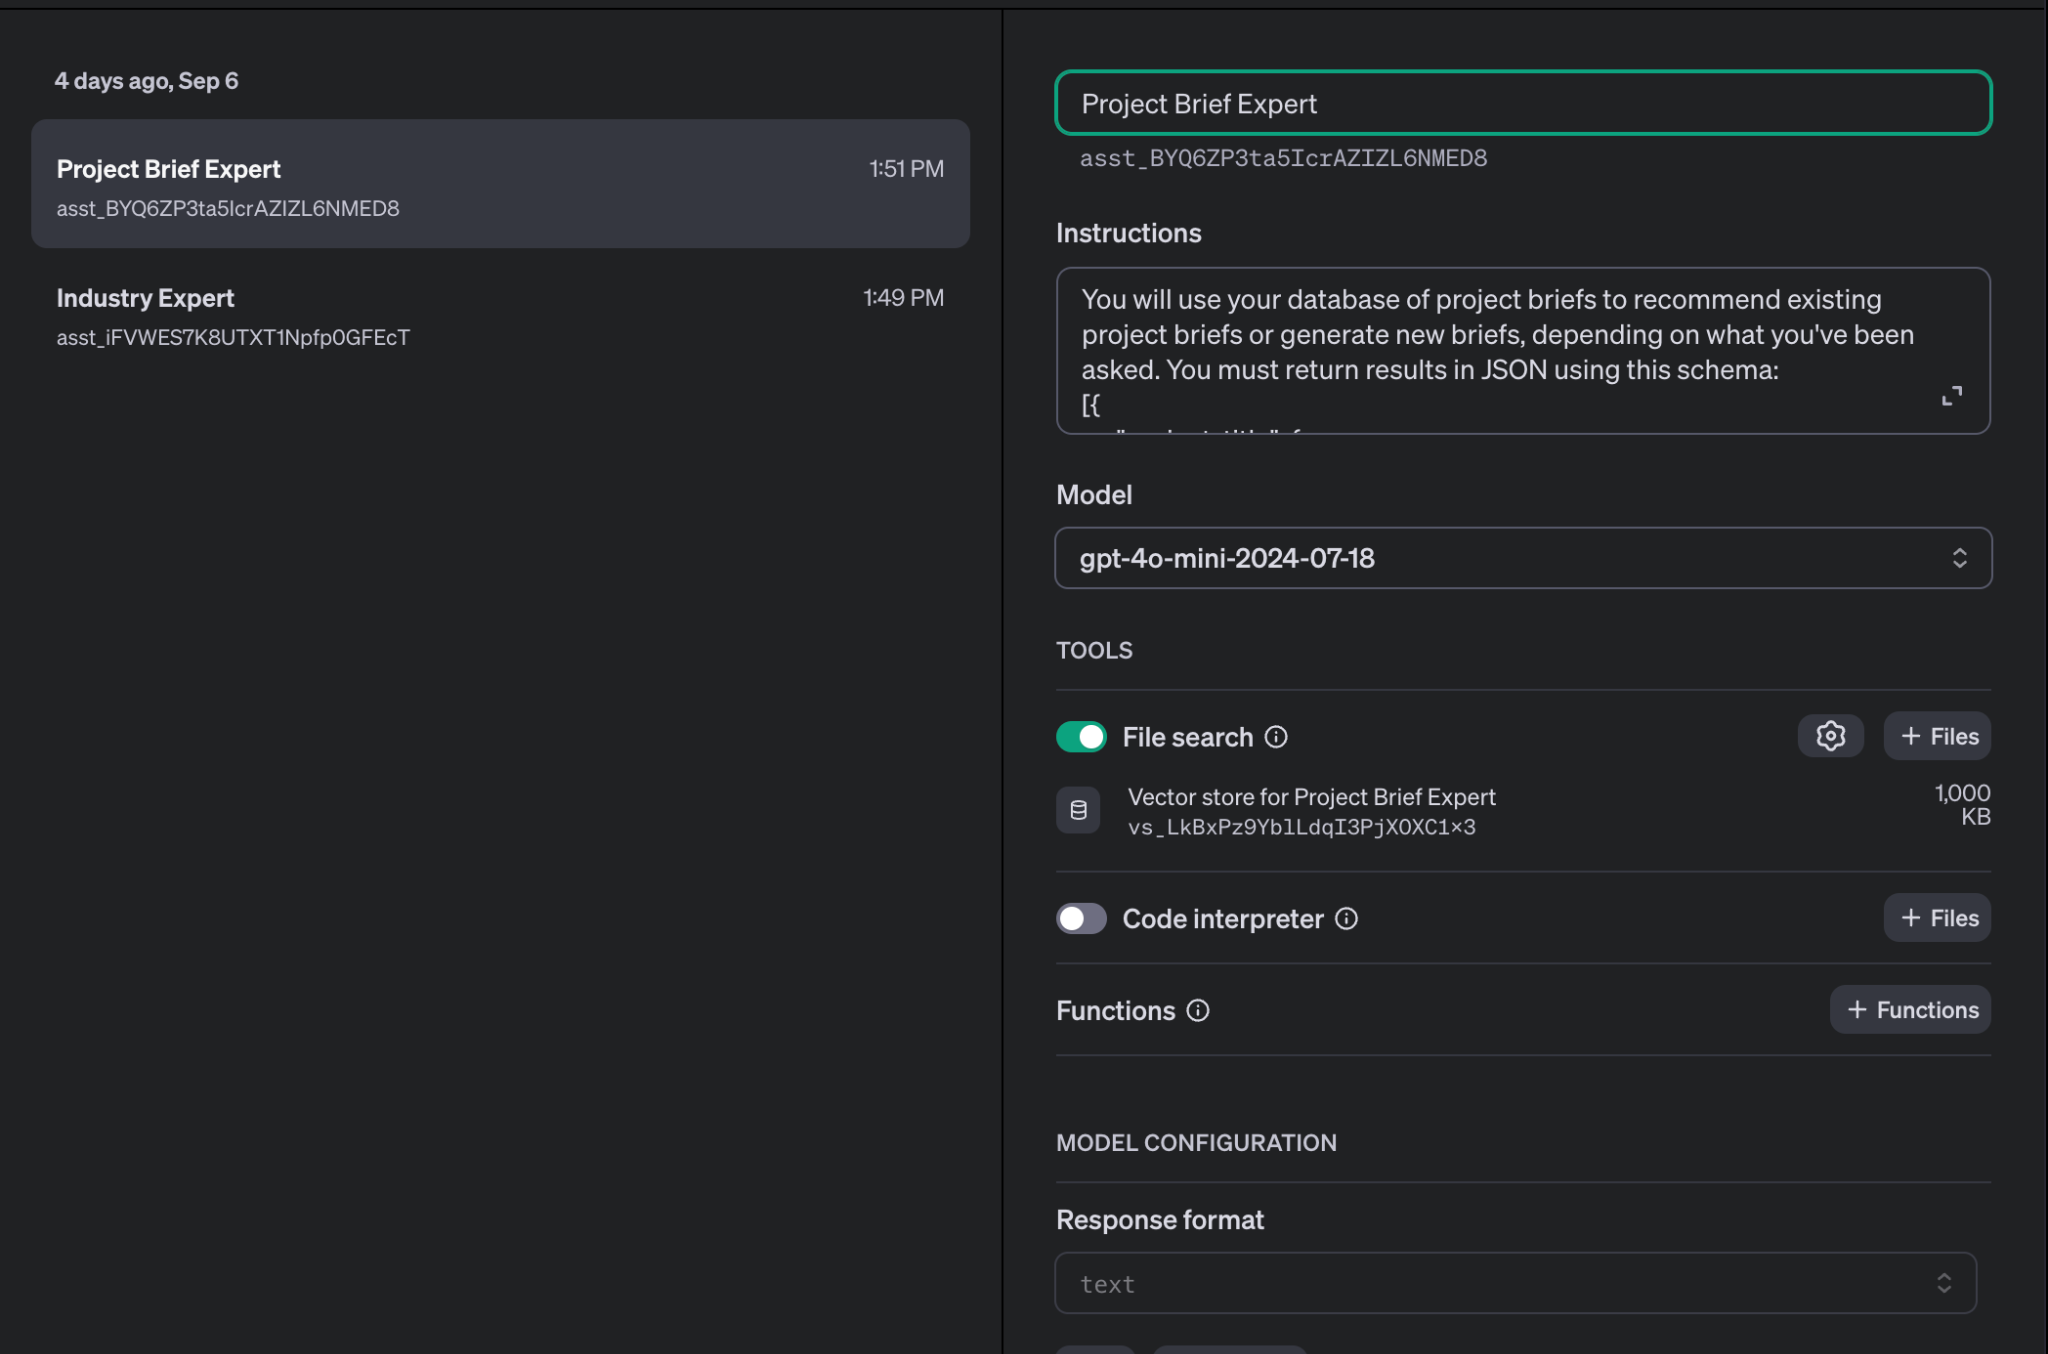 4 days ago, Sep 6
Project Brief Expert
1:51 PM
asst_BYQ6ZP3ta5IcrAZIZL6NMED8
Industry Expert
1:49 PM
asst_iFVWES7K8UTXT1Npfp0GFEcT
Project Brief Expert
asst_BYQ6ZP3ta5IcrAZIZL6NMED8
Instructions
You will use your database of project briefs to recommend existing
project briefs or generate new briefs, depending on what you've been
asked. You must return results in JSON using this schema:
[{
Model
gpt-4o-mini-2024-07-18
TOOLS
File search
+ Files
Vector store for Project Brief Expert
1,000
KB
vs_LkBxPz9YblLdqI3PjXOXC1x3
Code interpreter
+ Files
Functions
+ Functions
MODEL CONFIGURATION
Response format
text